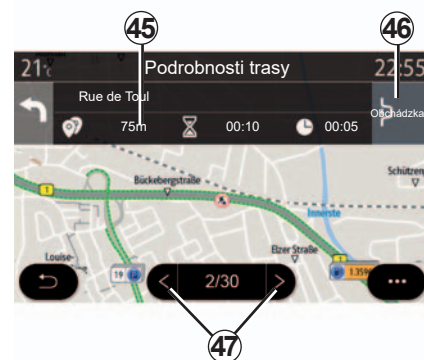 45
46
21°c
Podrobnosti trasy
22:55
Rue de Toul
Obchádzka
75m
00:10
00:05
Bückebergstraße
Innerste
Elzer Straße
Louise-
1
1
19
2/30
47